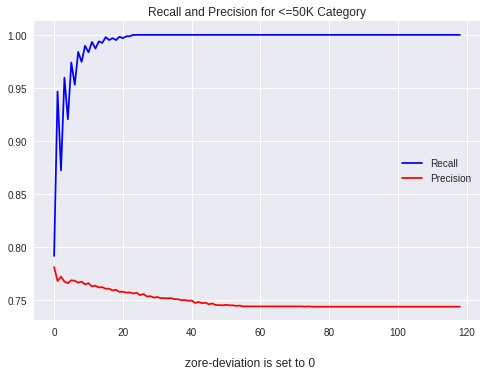 Recall and Precision for <=50K Category
1.00
0.95
0.90
0.85
0.80
0.75
Recall
Precision
0 20 40 60 80 100 120
zore-deviation is set to 0